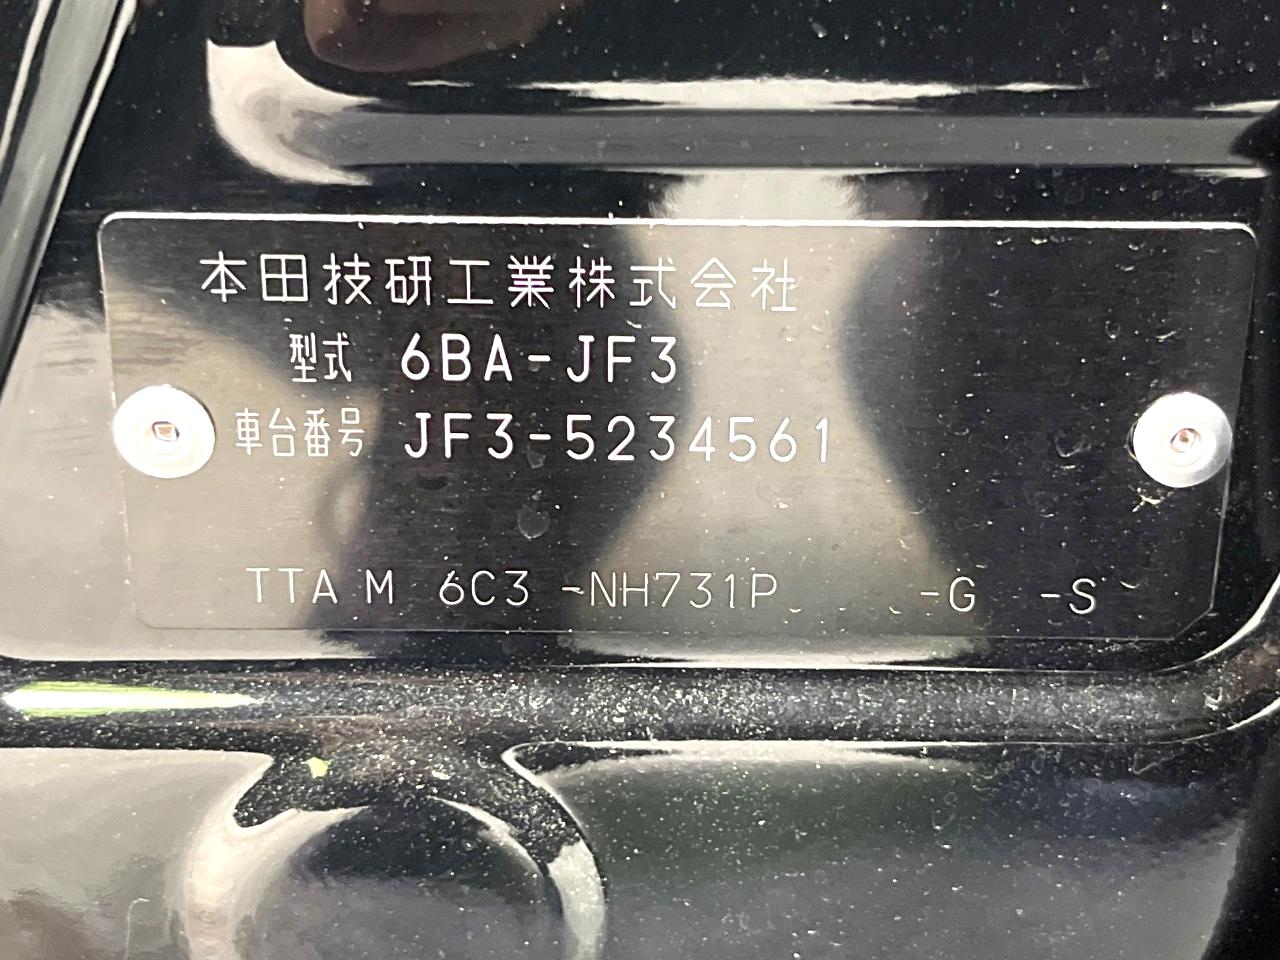 本田技研工業株式会社
型式 6BA-JF3
車台番号 JF3-5234561
TTA M 6C3 -NH731P -G -S